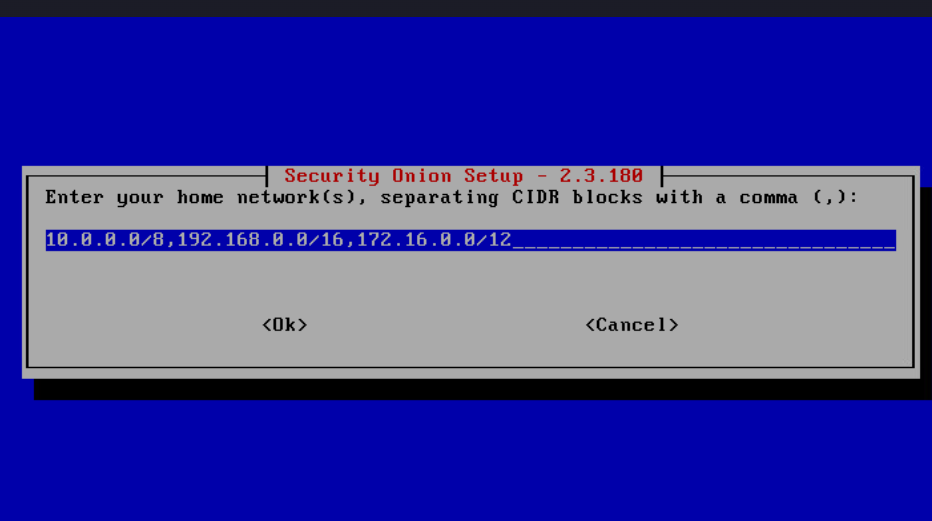 Security Onion Setup - 2.3.180
Enter your home network(s), separating CIDR blocks with a comma (,):
10.0.0.0/8,192.168.0.0/16,172.16.0.0/12________________________________
<Ok> <Cancel>